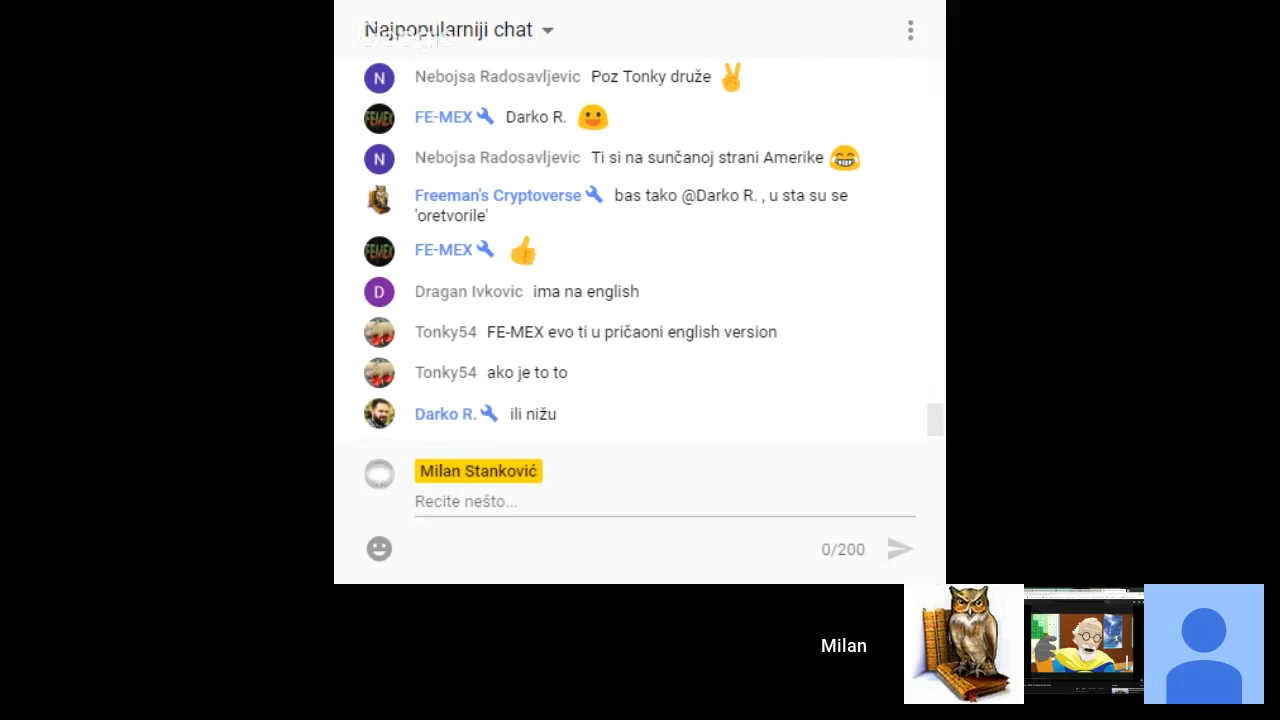 Najpopularniji chat
N Nebojsa Radosavljevic Poz Tonky druže
FEMEX FE-MEX Darko R.
N Nebojsa Radosavljevic Ti si na sunčanoj strani Amerike
Freeman's Cryptoverse bas tako @Darko R. , u sta su se
'oretvorile'
FEMEX FE-MEX
D Dragan Ivkovic ima na english
Tonky54 FE-MEX evo ti u pričaoni english version
Tonky54 ako je to to
Darko R. ili nižu
Milan Stanković
Recite nešto...
0/200
Milan